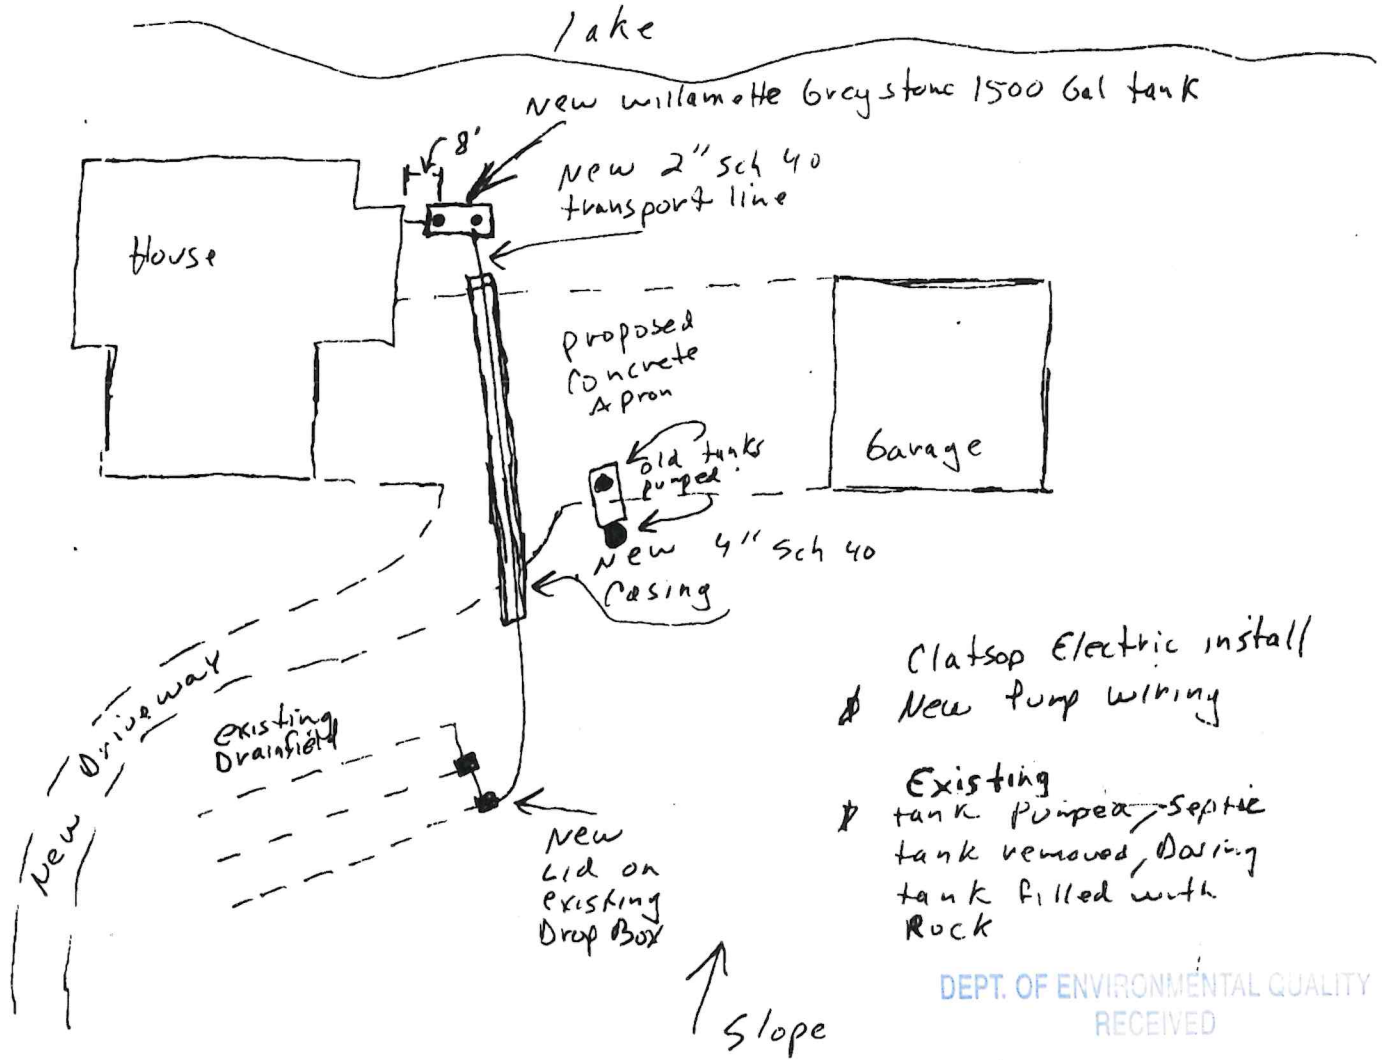 lake
New Willamette Greystone 1500 Gal tank
8'
New 2" Sch 40
transport line
House
Proposed
Concrete
Apron
old tanks
pumped
Garage
New 4" Sch 40
Casing
Clatsop Electric install
New Pump wiring
New Driveway
existing
Drainfield
Existing
tank Pumped, Septic
tank removed, Dosing
tank filled with
Rock
New
Lid on
existing
Drop Box
Slope
DEPT. OF ENVIRONMENTAL QUALITY
RECEIVED